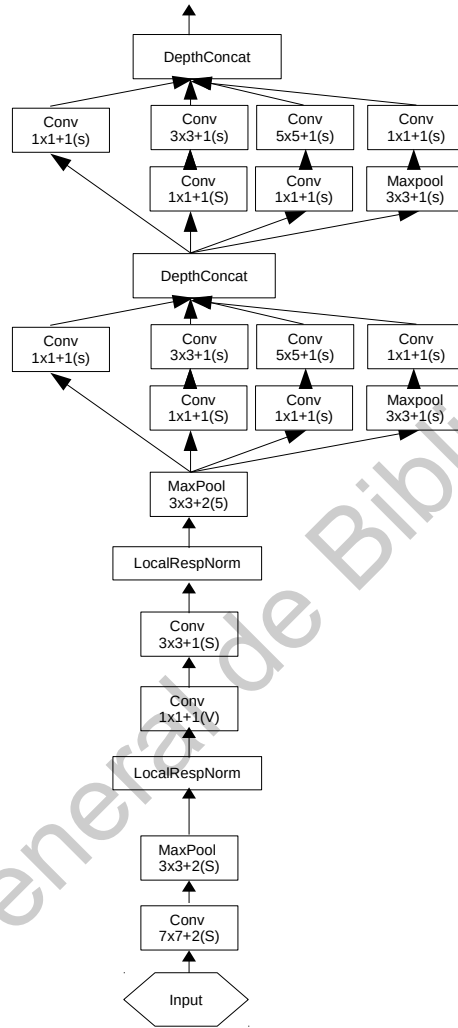 DepthConcat
Conv
1x1+1(s)
Conv
3x3+1(s)
Conv
5x5+1(s)
Conv
1x1+1(s)
Conv
1x1+1(S)
Conv
1x1+1(s)
Maxpool
3x3+1(s)
DepthConcat
Conv
1x1+1(s)
Conv
3x3+1(s)
Conv
5x5+1(s)
Conv
1x1+1(s)
Conv
1x1+1(S)
Conv
1x1+1(s)
Maxpool
3x3+1(s)
MaxPool
3x3+2(5)
LocalRespNorm
Conv
3x3+1(S)
Conv
1x1+1(V)
LocalRespNorm
MaxPool
3x3+2(S)
Conv
7x7+2(S)
Input
eneral de Bibli